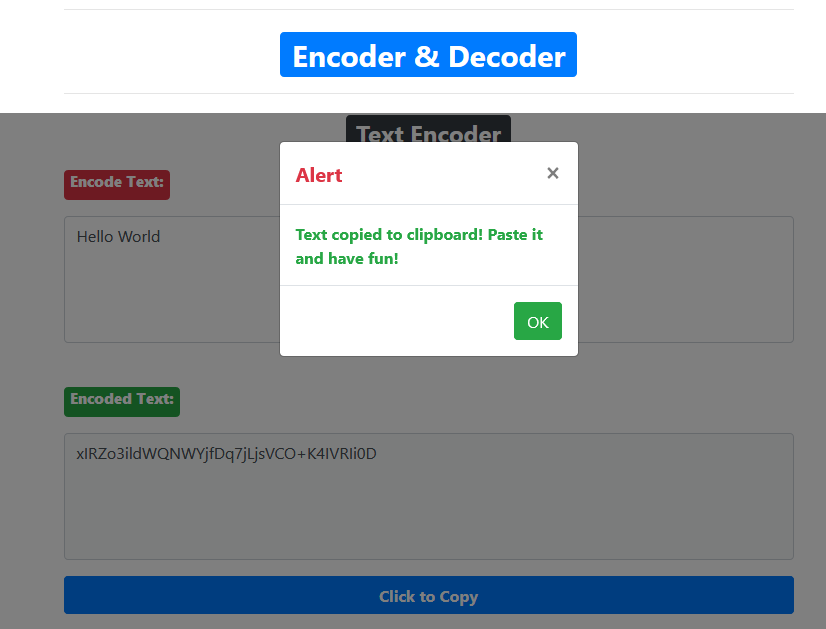 Encoder & Decoder
Text Encoder
Alert
×
Encode Text:
Hello World
Text copied to clipboard! Paste it
and have fun!
OK
Encoded Text:
xIRZo3ildWQNWYjfDq7jLjsVCO+K4IVRIi0D
Click to Copy